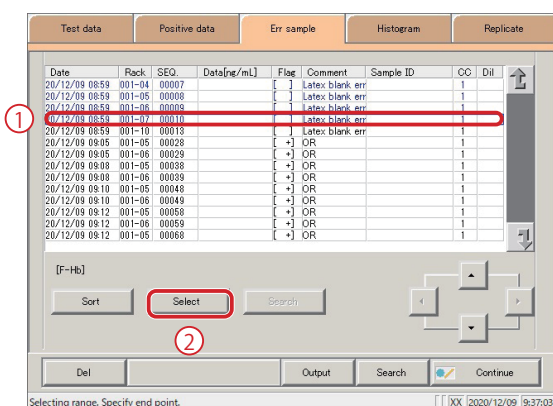 Test data Positive data Err sample Histogram Replicate
Date Rack SEQ. Data[ng/mL] Flag Comment Sample ID CC Dil
20/12/09 08:59 001-04 00007 [ ] Latex blank err 1
20/12/09 08:59 001-05 00008 [ ] Latex blank err 1
20/12/09 08:59 001-06 00009 [ ] Latex blank err 1
① 20/12/09 08:59 001-07 00010 [ ] Latex blank err 1
20/12/09 08:59 001-10 00013 [ ] Latex blank err 1
20/12/09 09:05 001-05 00028 [ +] OR 1
20/12/09 09:05 001-06 00029 [ +] OR 1
20/12/09 09:08 001-05 00038 [ +] OR 1
20/12/09 09:08 001-06 00039 [ +] OR 1
20/12/09 09:10 001-05 00048 [ +] OR 1
20/12/09 09:10 001-06 00049 [ +] OR 1
20/12/09 09:12 001-05 00058 [ +] OR 1
20/12/09 09:12 001-06 00059 [ +] OR 1
20/12/09 09:12 001-05 00068 [ +] OR 1
[F-Hb]
Sort Select Search
②
Del Output Search Continue
Selecting range. Specify end point. XX 2020/12/09 9:37:03